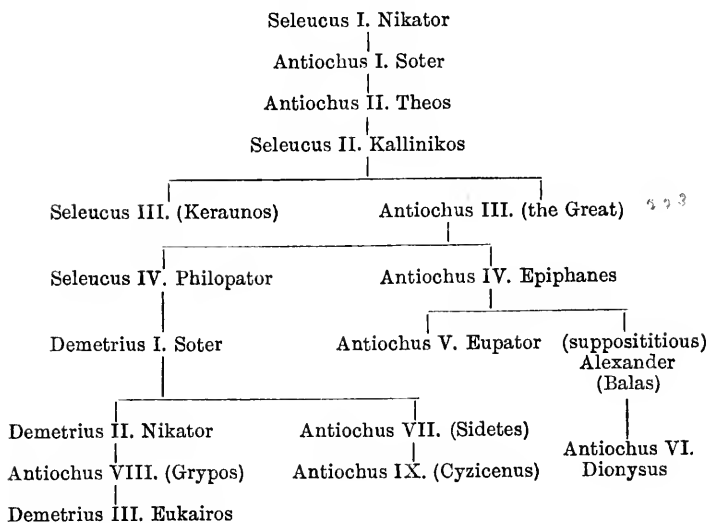 Seleucus I. Nikator
Antiochus I. Soter
Antiochus II. Theos
Seleucus II. Kallinikos
Seleucus III. (Keraunos) Antiochus III. (the Great)
Seleucus IV. Philopator Antiochus IV. Epiphanes
Demetrius I. Soter Antiochus V. Eupator (supposititious)
Alexander
(Balas)
Demetrius II. Nikator Antiochus VII. (Sidetes)
Antiochus VI.
Antiochus VIII. (Grypos) Antiochus IX. (Cyzicenus)
Dionysus
Demetrius III. Eukairos